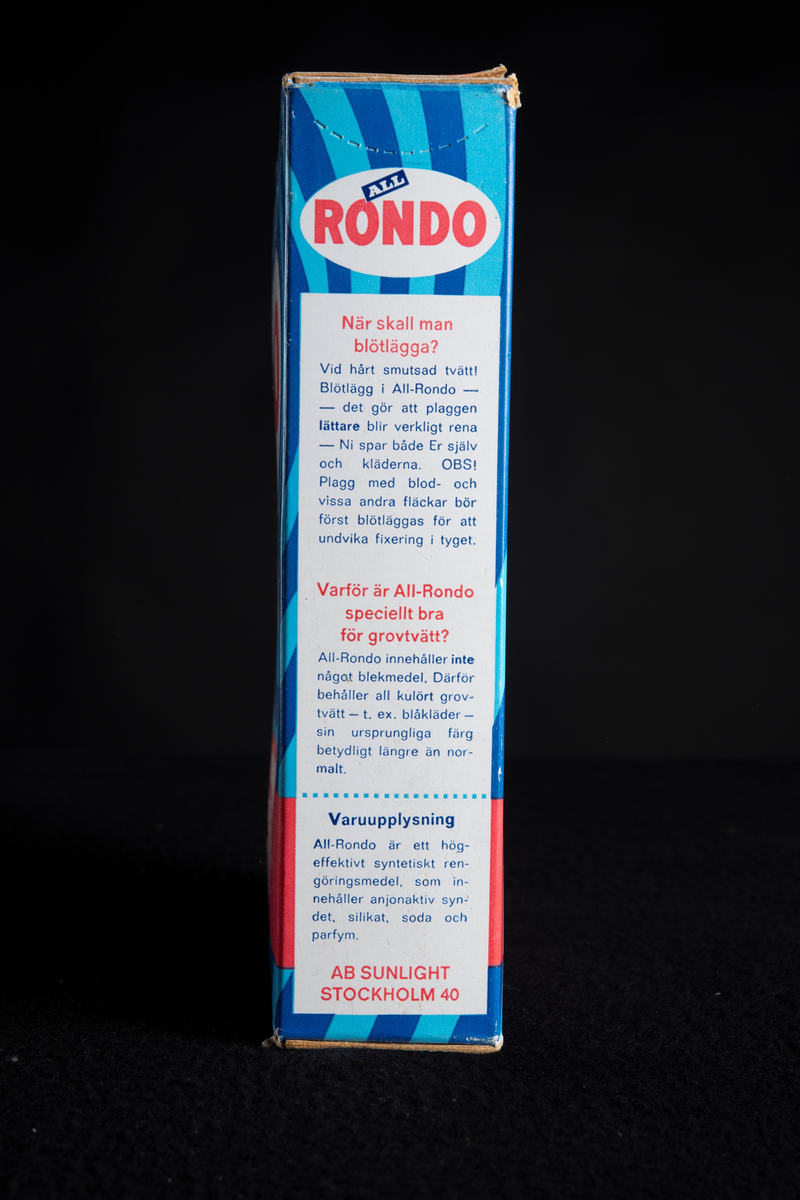 ALL
RONDO
När skall man
blötlägga?
Vid hårt smutsad tvätt!
Blötlägg i All-Rondo —
— det gör att plaggen
lättare blir verkligt rena
— Ni spar både Er själv
och kläderna. OBS!
Plagg med blod- och
vissa andra fläckar bör
först blötläggas för att
undvika fixering i tyget.
Varför är All-Rondo
speciellt bra
för grovtvätt?
All-Rondo innehåller inte
något blekmedel. Därför
behåller all kulört grov-
tvätt – t. ex. blåkläder –
sin ursprungliga färg
betydligt längre än nor-
malt.
Varuupplysning
All-Rondo är ett hög-
effektivt syntetiskt ren-
göringsmedel, som in-
nehåller anjonaktiv syn-
det, silikat, soda och
parfym.
AB SUNLIGHT
STOCKHOLM 40